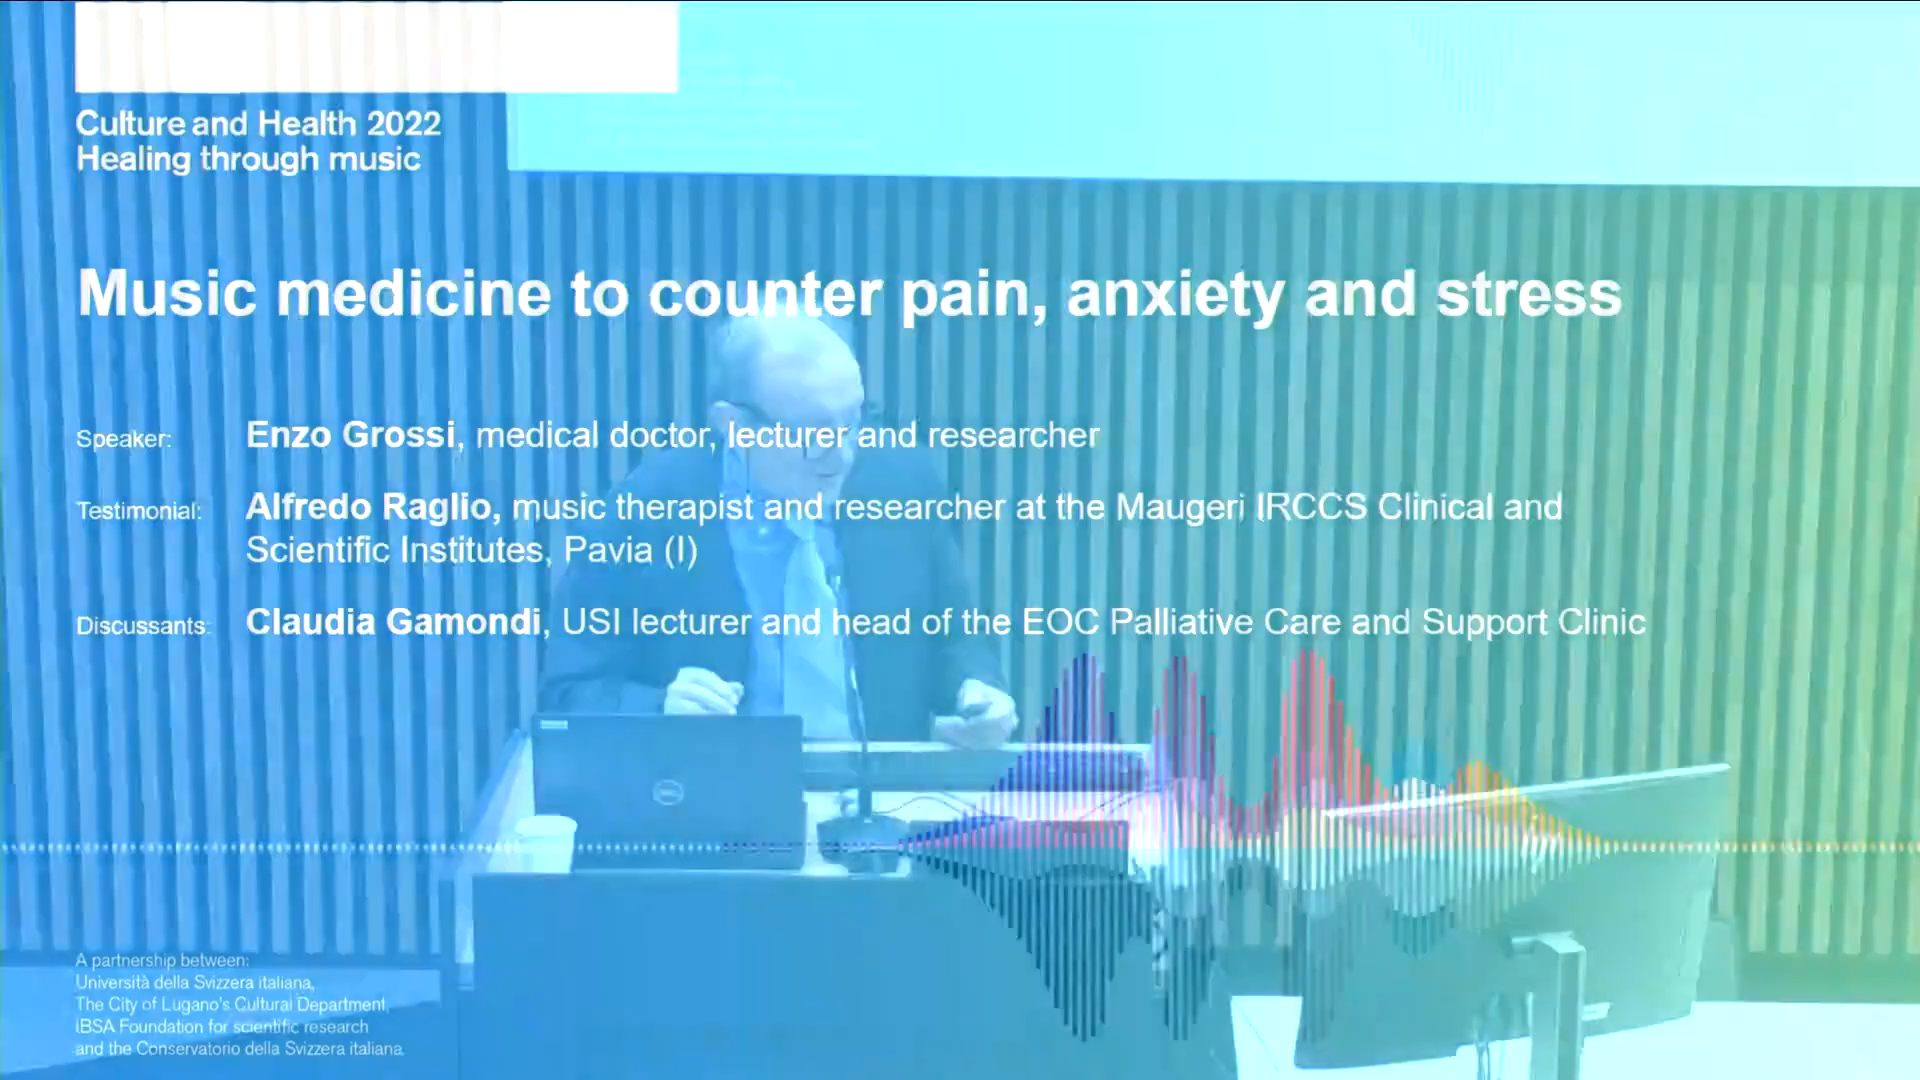 Culture and Health 2022
Healing through music
Music medicine to counter pain, anxiety and stress
Speaker: Enzo Grossi, medical doctor, lecturer and researcher
Testimonial: Alfredo Raglio, music therapist and researcher at the Maugeri IRCCS Clinical and
Scientific Institutes, Pavia (I)
Discussants: Claudia Gamondi, USI lecturer and head of the EOC Palliative Care and Support Clinic
DELL
A partnership between:
Università della Svizzera italiana,
The City of Lugano's Cultural Department,
IBSA Foundation for scientific research
and the Conservatorio della Svizzera italiana